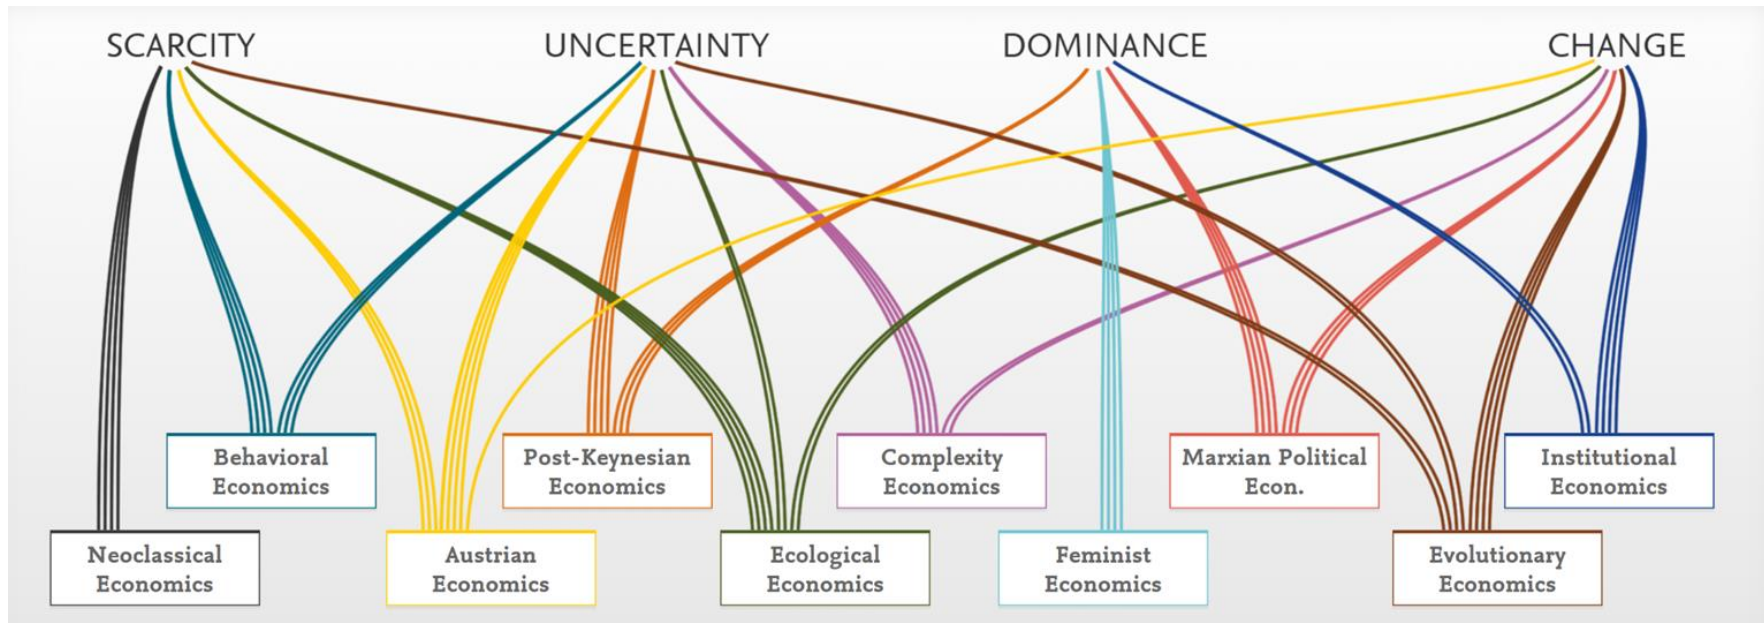 SCARCITY
UNCERTAINTY
DOMINANCE
CHANGE
Behavioral
Economics
Post-Keynesian
Economics
Complexity
Economics
Marxian Political
Econ.
Institutional
Economics
Neoclassical
Economics
Austrian
Economics
Ecological
Economics
Feminist
Economics
Evolutionary
Economics